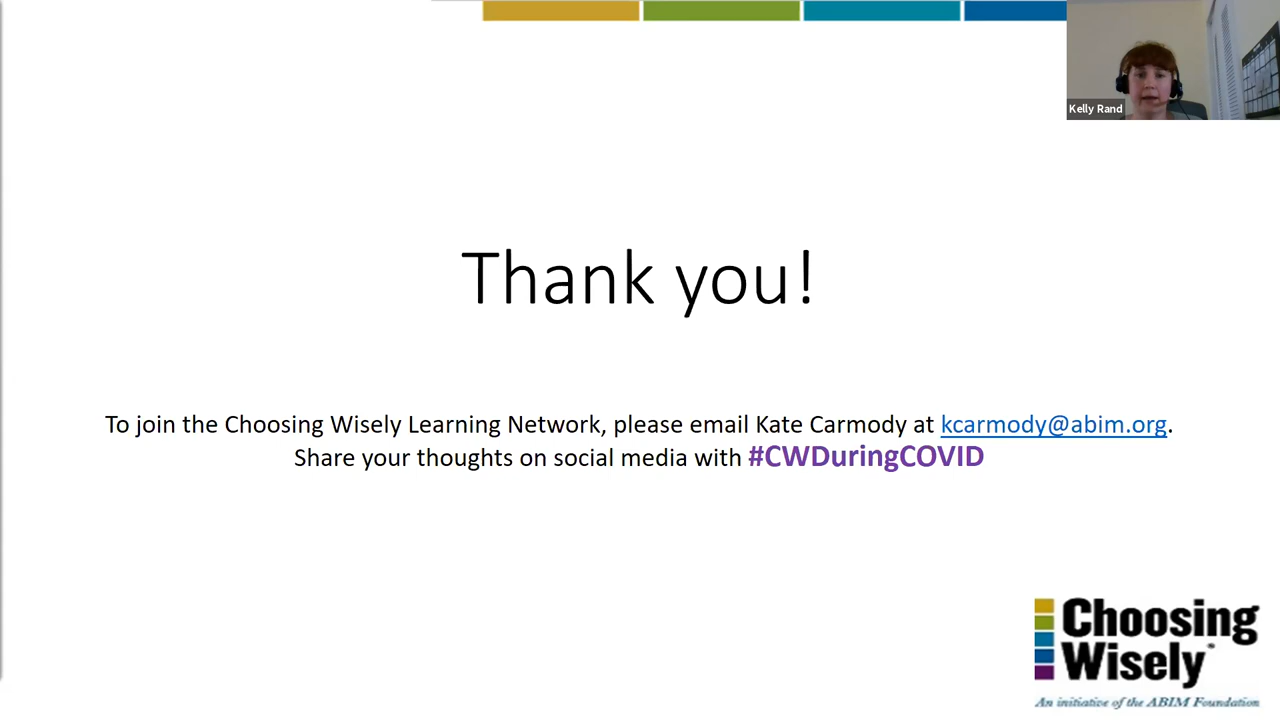 Kelly Rand
Thank you!
To join the Choosing Wisely Learning Network, please email Kate Carmody at kcarmody@abim.org.
Share your thoughts on social media with #CWDuringCOVID
Choosing
Wisely
An initiative of the ABIM Foundation